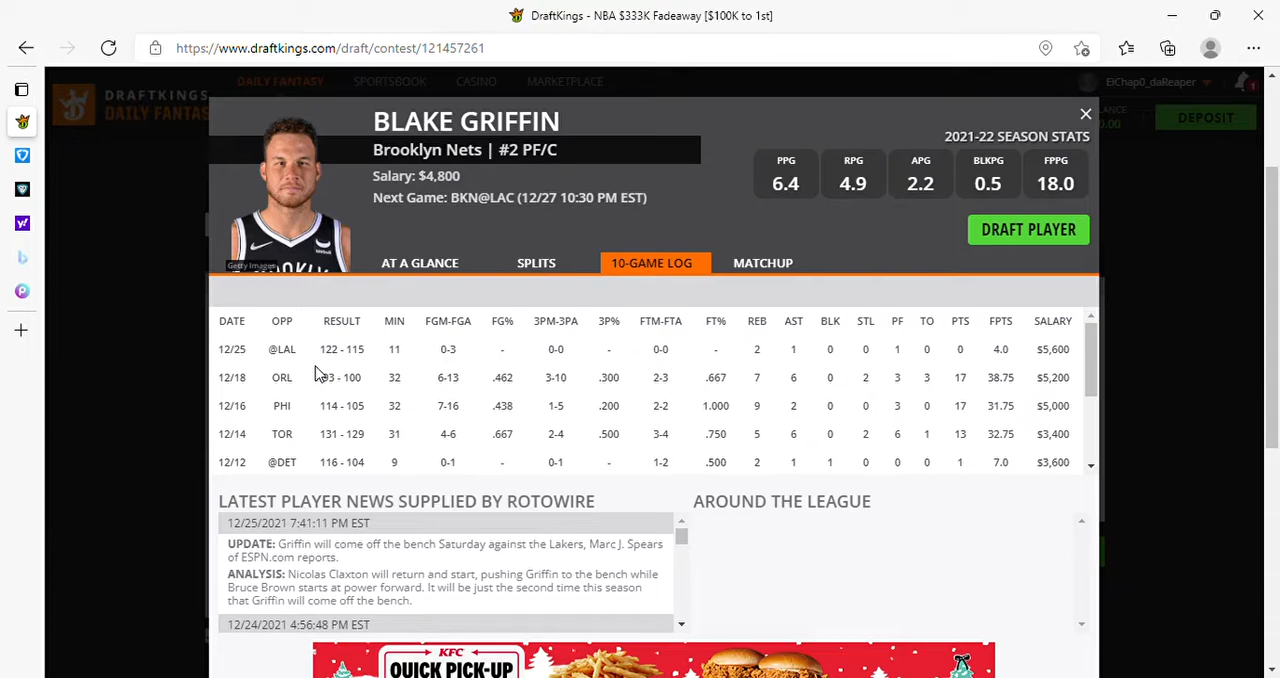 DraftKings - NBA $333K Fadeaway [$100K to 1st]
https://www.draftkings.com/draft/contest/121457261
DAILY FANTASY SPORTSBOOK CASINO MARKETPLACE
ElChap0_daReaper
DRAFTKINGS
DAILY FANTAS
DEPOSIT
BLAKE GRIFFIN
Brooklyn Nets | #2 PF/C
Salary: $4,800
Next Game: BKN@LAC (12/27 10:30 PM EST)
2021-22 SEASON STATS
PPG RPG APG BLKPG FPPG
6.4 4.9 2.2 0.5 18.0
DRAFT PLAYER
Getty Images
AT A GLANCE SPLITS 10-GAME LOG MATCHUP
DATE OPP RESULT MIN FGM-FGA FG% 3PM-3PA 3P% FTM-FTA FT% REB AST BLK STL PF TO PTS FPTS SALARY
12/25 @LAL 122 - 115 11 0-3 - 0-0 - 0-0 - 2 1 0 0 1 0 0 4.0 $5,600
12/18 ORL 93 - 100 32 6-13 .462 3-10 .300 2-3 .667 7 6 0 2 3 3 17 38.75 $5,200
12/16 PHI 114 - 105 32 7-16 .438 1-5 .200 2-2 1.000 9 2 0 0 3 0 17 31.75 $5,000
12/14 TOR 131 - 129 31 4-6 .667 2-4 .500 3-4 .750 5 6 0 2 6 1 13 32.75 $3,400
12/12 @DET 116 - 104 9 0-1 - 0-1 - 1-2 .500 2 1 1 0 0 0 1 7.0 $3,600
LATEST PLAYER NEWS SUPPLIED BY ROTOWIRE
12/25/2021 7:41:11 PM EST
UPDATE: Griffin will come off the bench Saturday against the Lakers, Marc J. Spears
of ESPN.com reports.
ANALYSIS: Nicolas Claxton will return and start, pushing Griffin to the bench while
Bruce Brown starts at power forward. It will be just the second time this season
that Griffin will come off the bench.
12/24/2021 4:56:48 PM EST
AROUND THE LEAGUE
KFC
QUICK PICK-UP